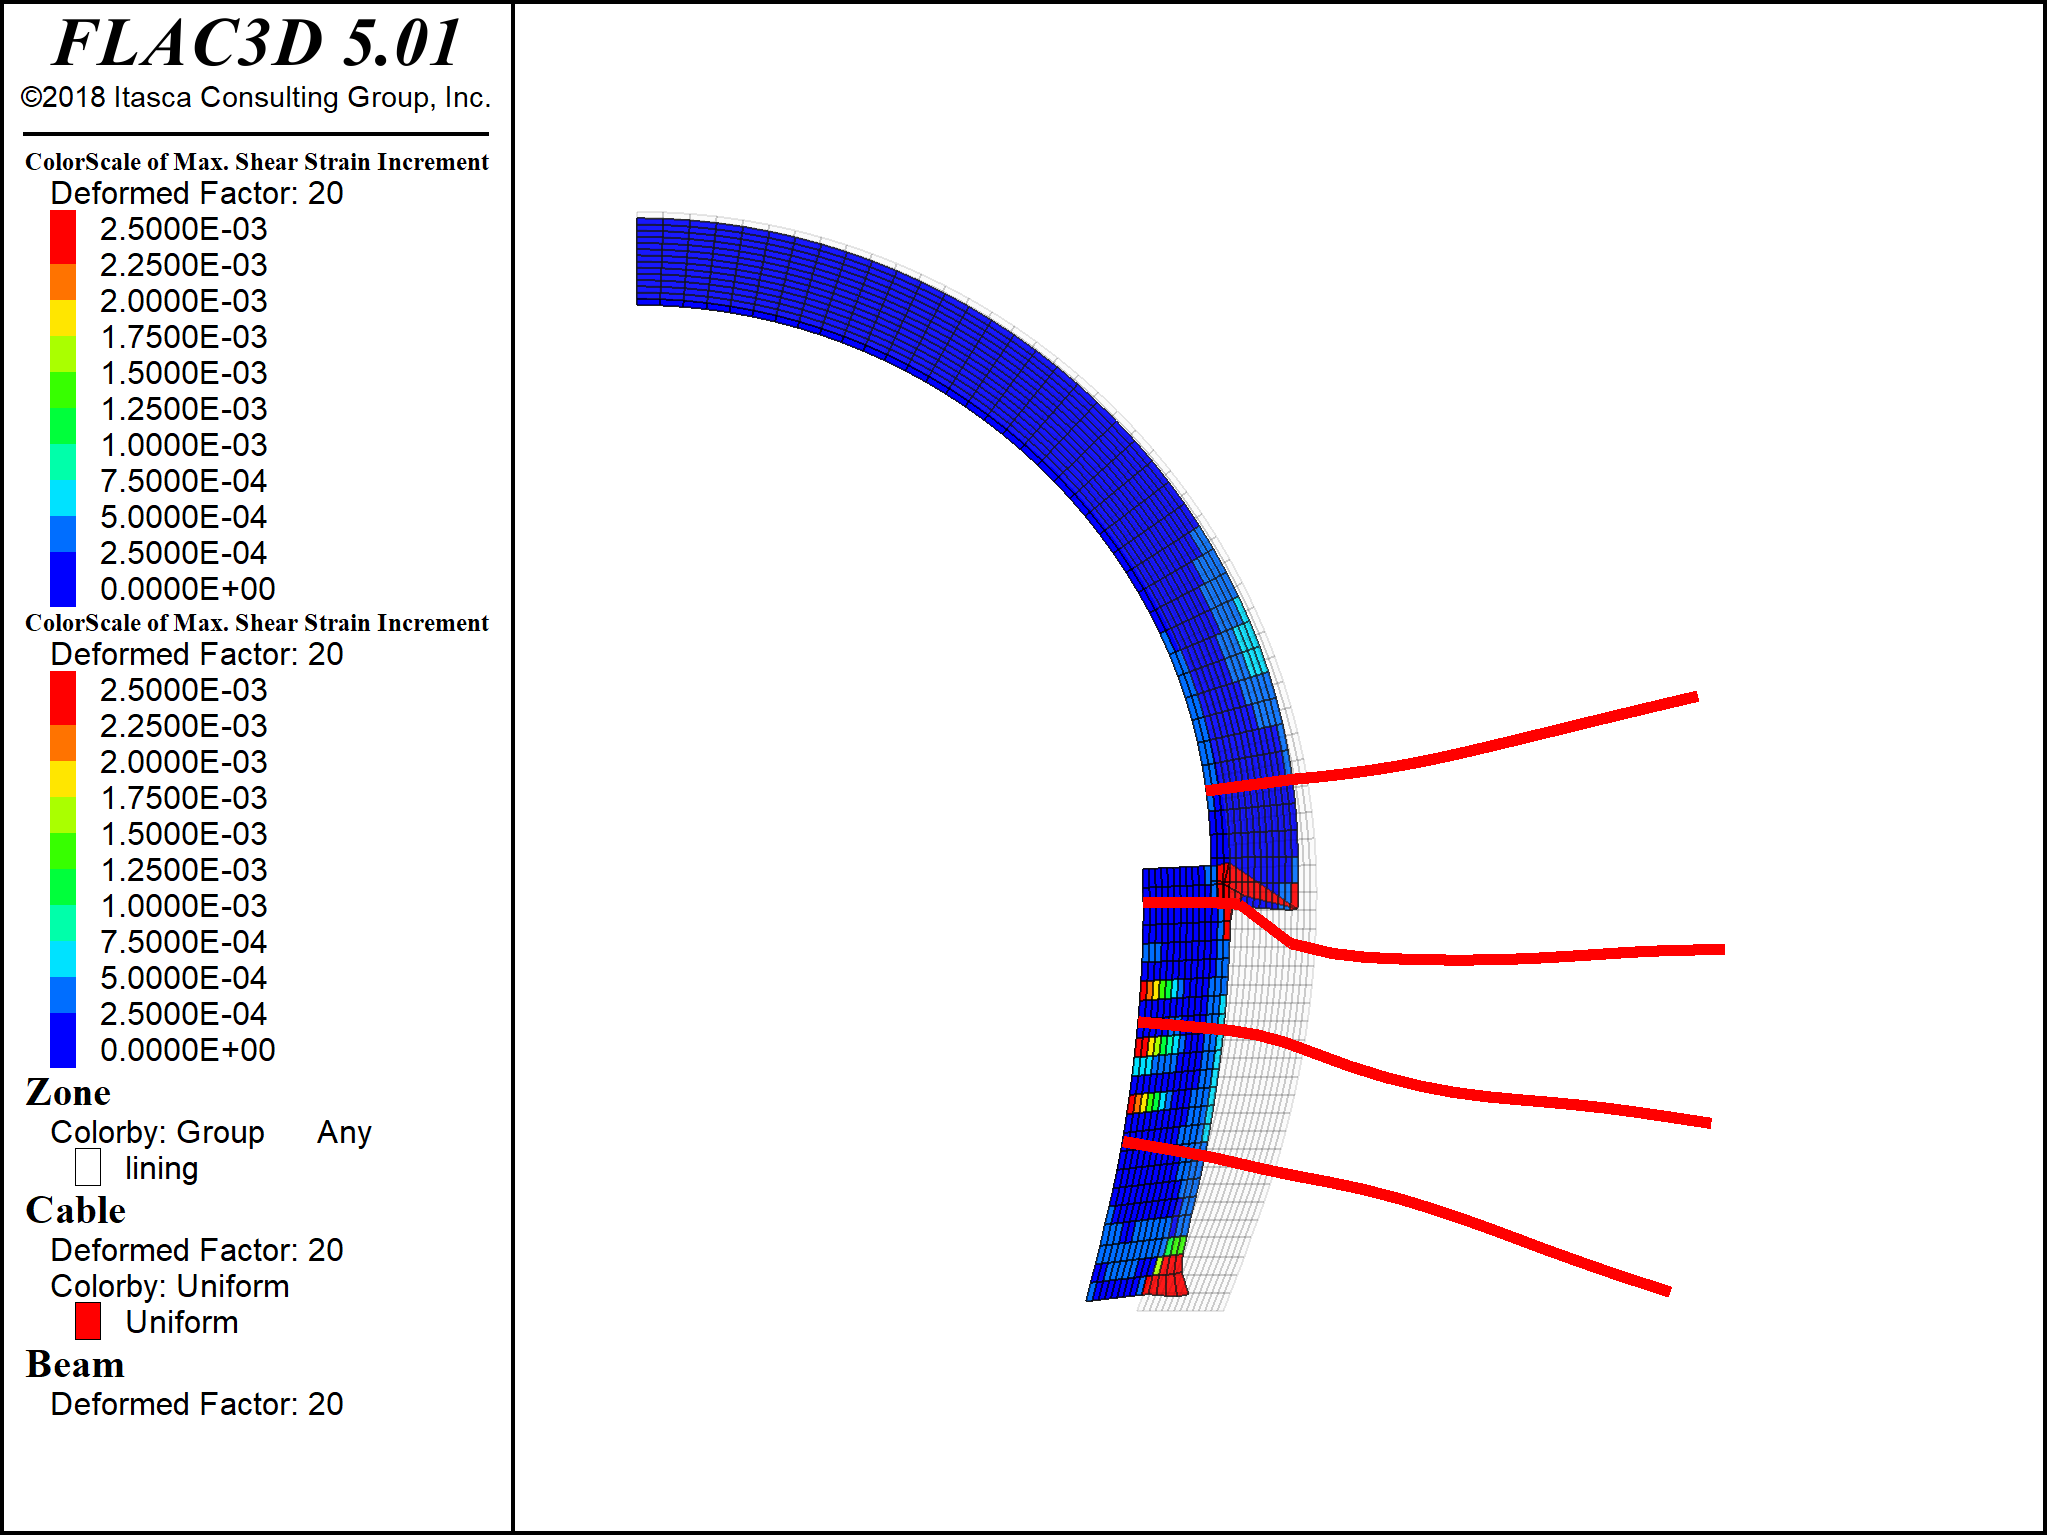 FLAC3D 5.01
©2018 Itasca Consulting Group, Inc.
ColorScale of Max. Shear Strain Increment
Deformed Factor: 20
2.5000E-03
2.2500E-03
2.0000E-03
1.7500E-03
1.5000E-03
1.2500E-03
1.0000E-03
7.5000E-04
5.0000E-04
2.5000E-04
0.0000E+00
ColorScale of Max. Shear Strain Increment
Deformed Factor: 20
2.5000E-03
2.2500E-03
2.0000E-03
1.7500E-03
1.5000E-03
1.2500E-03
1.0000E-03
7.5000E-04
5.0000E-04
2.5000E-04
0.0000E+00
Zone
Colorby: Group Any
lining
Cable
Deformed Factor: 20
Colorby: Uniform
Uniform
Beam
Deformed Factor: 20